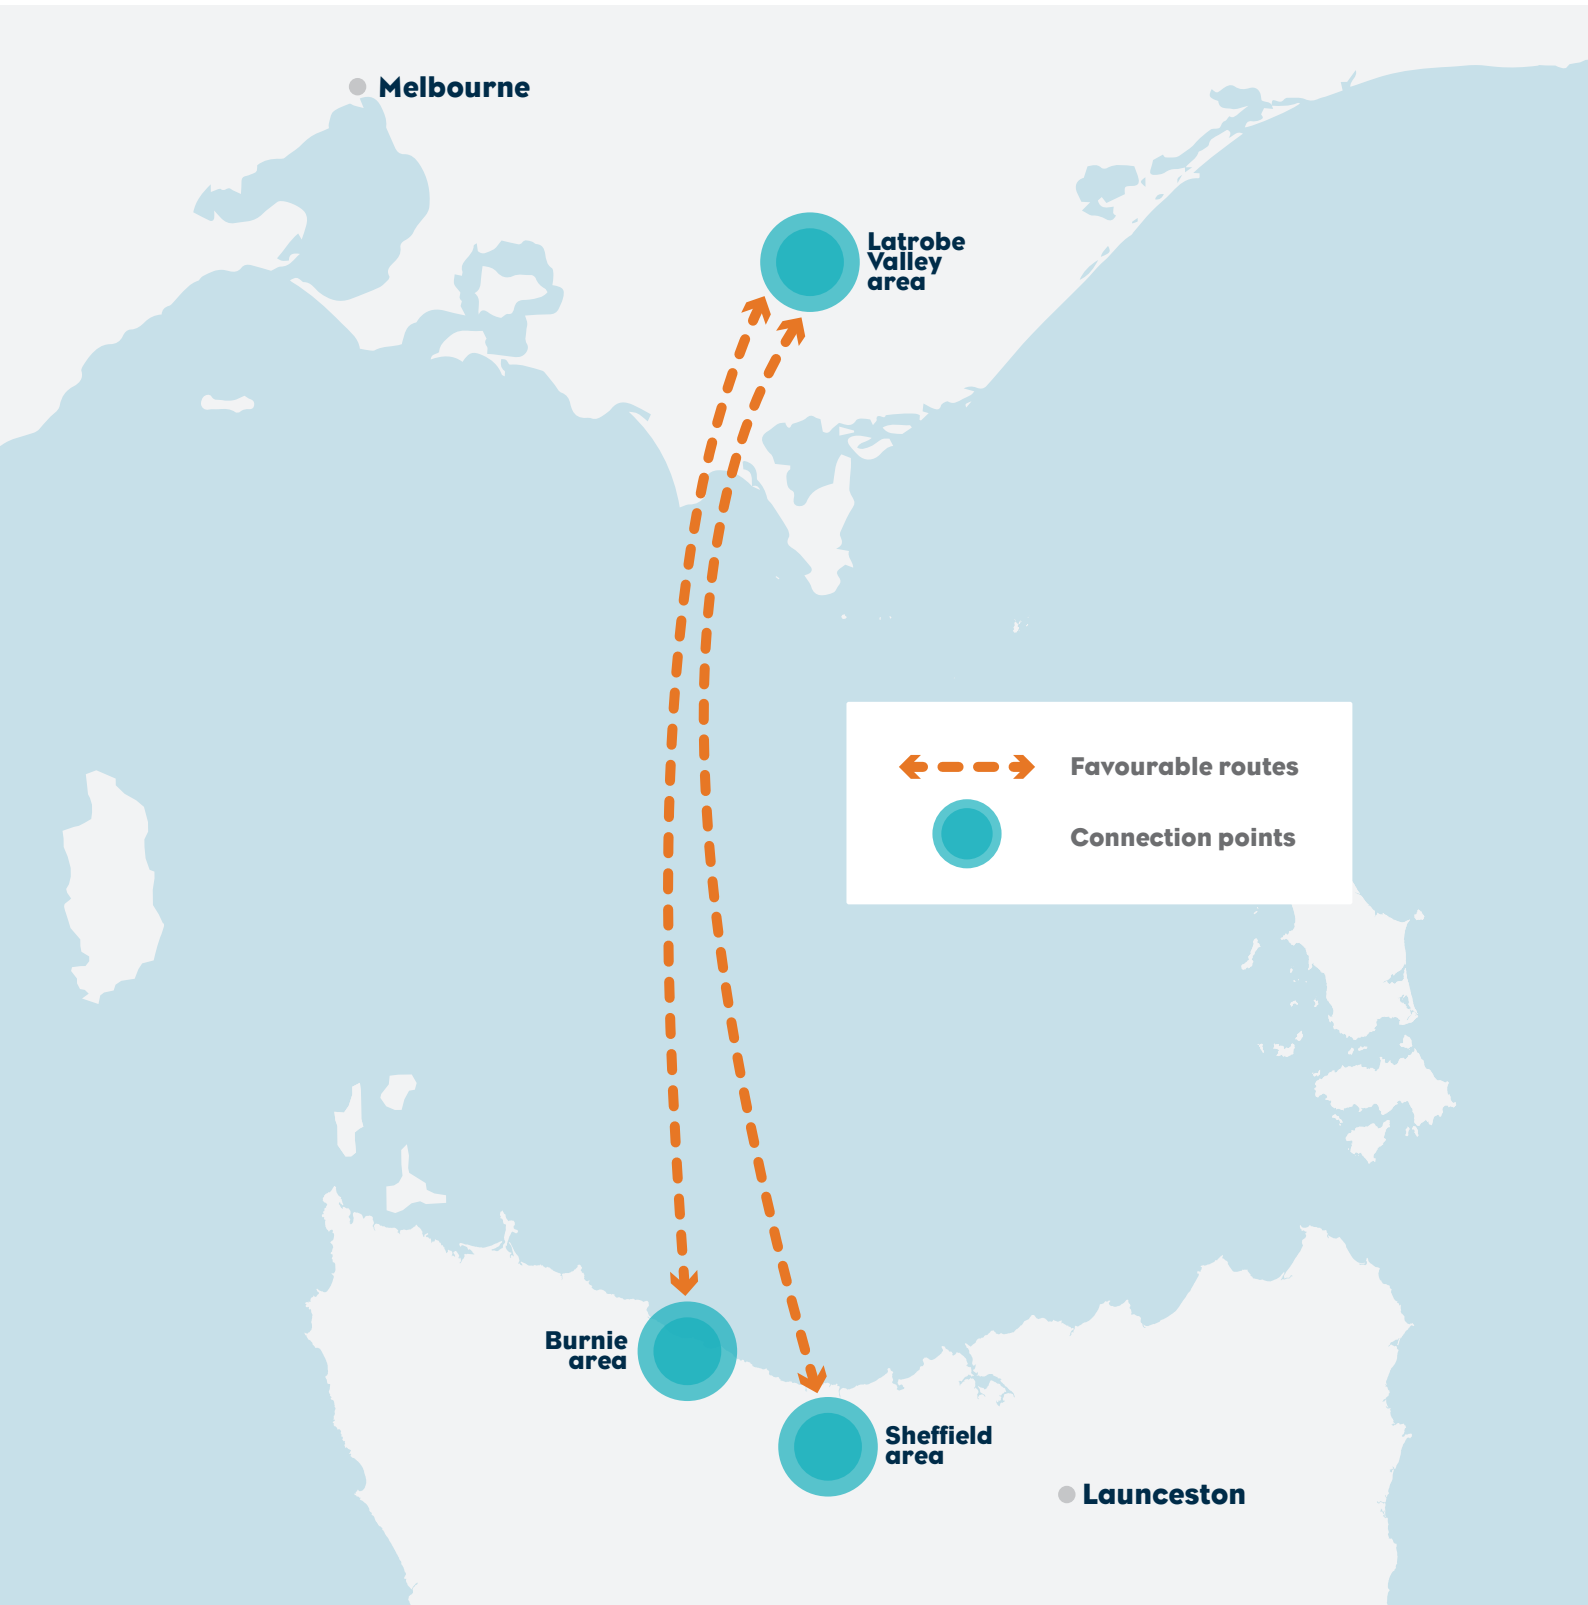 Melbourne
Latrobe
Valley
area
Favourable routes
Connection points
Burnie
area
Sheffield
area
Launceston